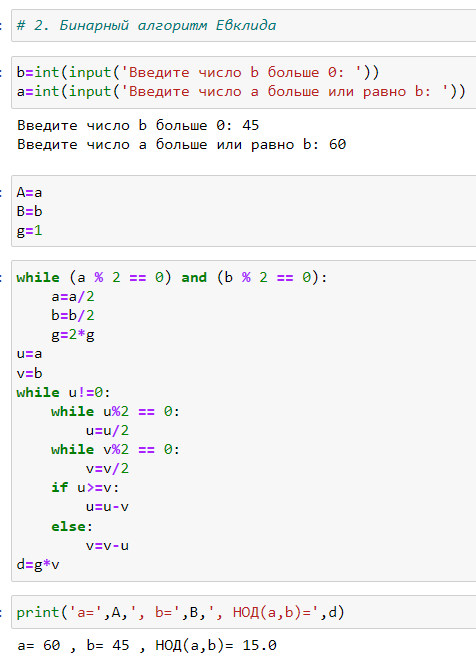 # 2. Бинарный алгоритм Евклида
b=int(input('Введите число b больше 0: '))
a=int(input('Введите число a больше или равно b: '))
Введите число b больше 0: 45
Введите число a больше или равно b: 60
A=a
B=b
g=1
while (a % 2 == 0) and (b % 2 == 0):
    a=a/2
    b=b/2
    g=2*g
u=a
v=b
while u!=0:
    while u%2 == 0:
        u=u/2
    while v%2 == 0:
        v=v/2
    if u>=v:
        u=u-v
    else:
        v=v-u
d=g*v
print('a=',A,', b=',B,', НОД(a,b)=',d)
a= 60 , b= 45 , НОД(a,b)= 15.0